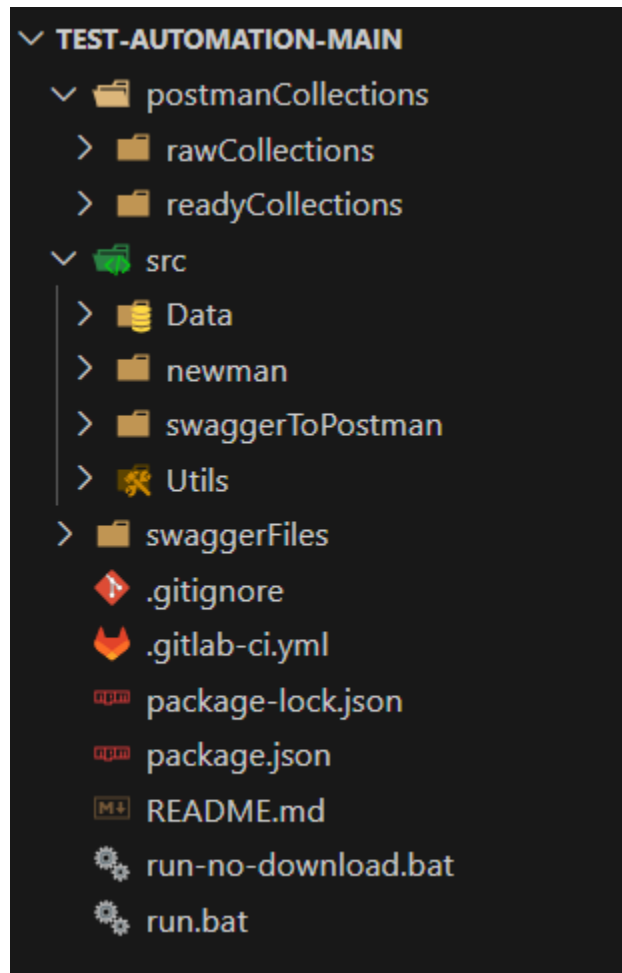 TEST-AUTOMATION-MAIN
postmanCollections
rawCollections
readyCollections
src
Data
newman
swaggerToPostman
Utils
swaggerFiles
.gitignore
.gitlab-ci.yml
package-lock.json
package.json
README.md
run-no-download.bat
run.bat